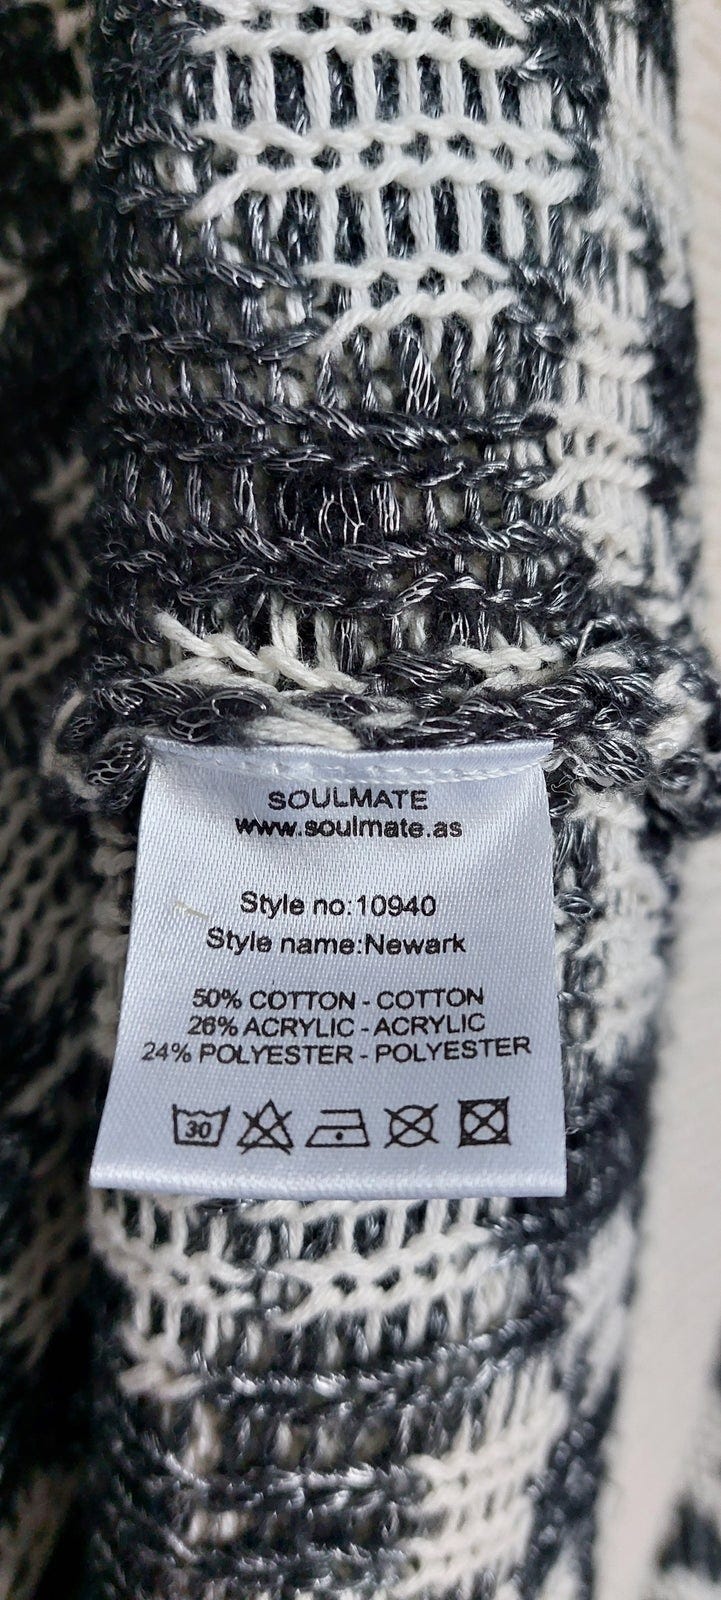 SOULMATE
www.soulmate.as
Style no:10940
Style name:Newark
50% COTTON - COTTON
26% ACRYLIC - ACRYLIC
24% POLYESTER - POLYESTER
30